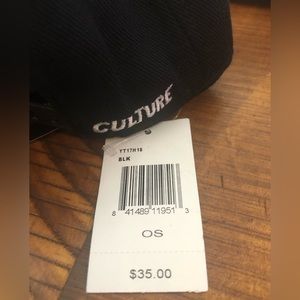 CULTURE
YT17H18
BLK
8 41489 11951 3
OS
$35.00